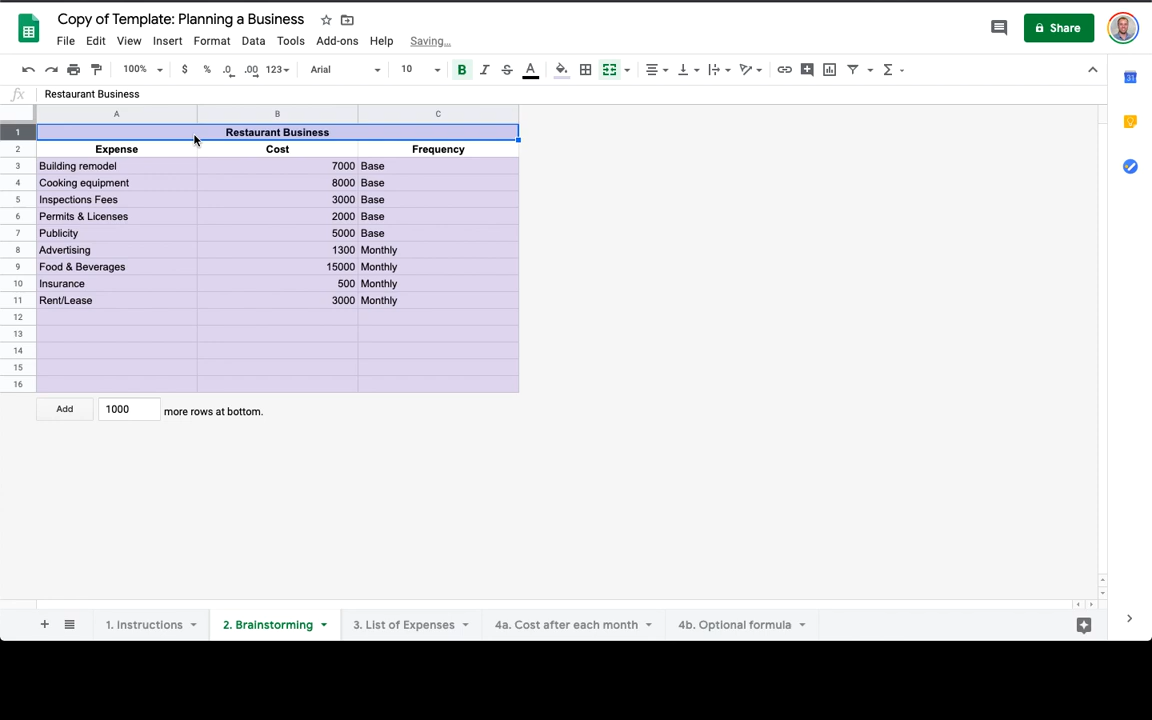 Copy of Template: Planning a Business
File Edit View Insert Format Data Tools Add-ons Help Saving...
Share
100% $ % .0 .00 123 Arial 10 B I S A Σ
31
fx Restaurant Business
A B C
1 Restaurant Business
2 Expense Cost Frequency
3 Building remodel 7000 Base
4 Cooking equipment 8000 Base
5 Inspections Fees 3000 Base
6 Permits & Licenses 2000 Base
7 Publicity 5000 Base
8 Advertising 1300 Monthly
9 Food & Beverages 15000 Monthly
10 Insurance 500 Monthly
11 Rent/Lease 3000 Monthly
12
13
14
15
16
Add 1000 more rows at bottom.
1. Instructions 2. Brainstorming 3. List of Expenses 4a. Cost after each month 4b. Optional formula